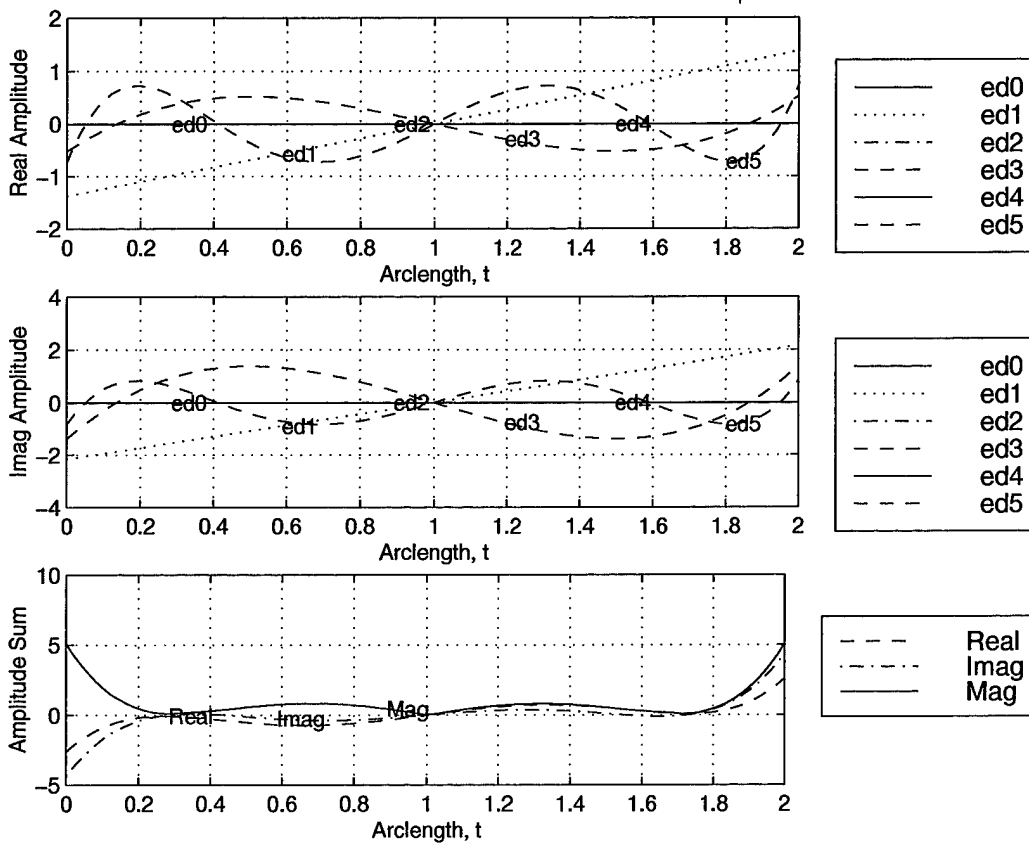 2
1
0
−1
−2
Real Amplitude
ed0
ed1
ed2
ed3
ed4
ed5
0 0.2 0.4 0.6 0.8 1 1.2 1.4 1.6 1.8 2
Arclength, t
ed0
ed1
ed2
ed3
ed4
ed5
4
2
0
−2
−4
Imag Amplitude
ed0
ed1
ed2
ed3
ed4
ed5
0 0.2 0.4 0.6 0.8 1 1.2 1.4 1.6 1.8 2
Arclength, t
ed0
ed1
ed2
ed3
ed4
ed5
10
5
0
−5
Amplitude Sum
Real
Imag
Mag
0 0.2 0.4 0.6 0.8 1 1.2 1.4 1.6 1.8 2
Arclength, t
Real
Imag
Mag